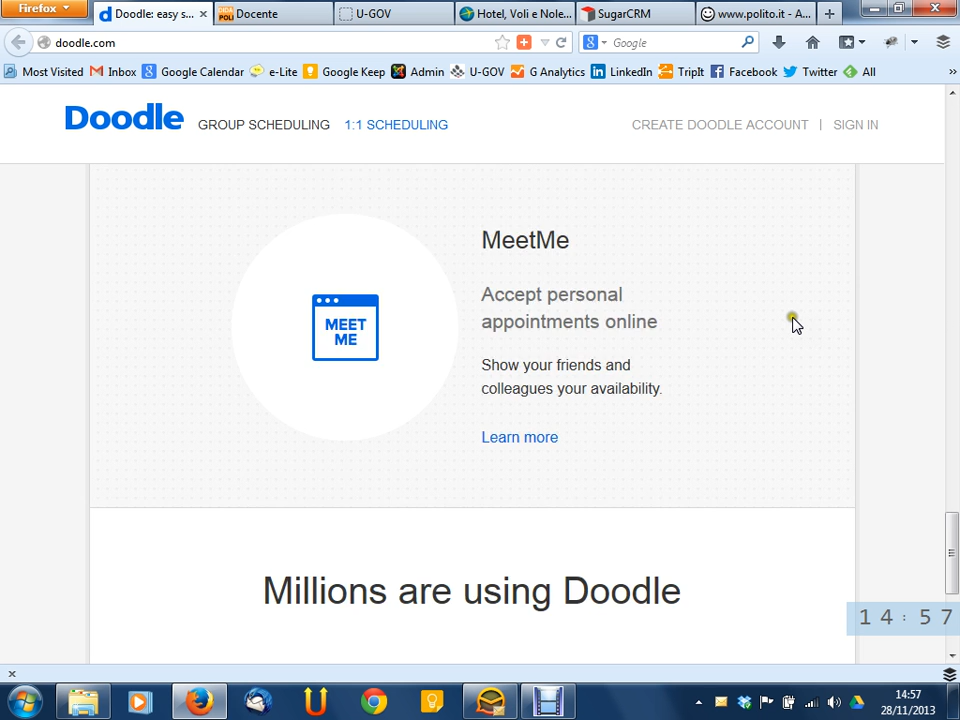 Firefox
Doodle: easy s...
Docente
U-GOV
Hotel, Voli e Nole...
SugarCRM
www.polito.it - A...
doodle.com
Google
Most Visited
Inbox
Google Calendar
e-Lite
Google Keep
Admin
U-GOV
G Analytics
LinkedIn
TripIt
Facebook
Twitter
All
Doodle
GROUP SCHEDULING
1:1 SCHEDULING
CREATE DOODLE ACCOUNT
|
SIGN IN
MEET
ME
MeetMe
Accept personal
appointments online
Show your friends and
colleagues your availability.
Learn more
Millions are using Doodle
14:57
14:57
28/11/2013